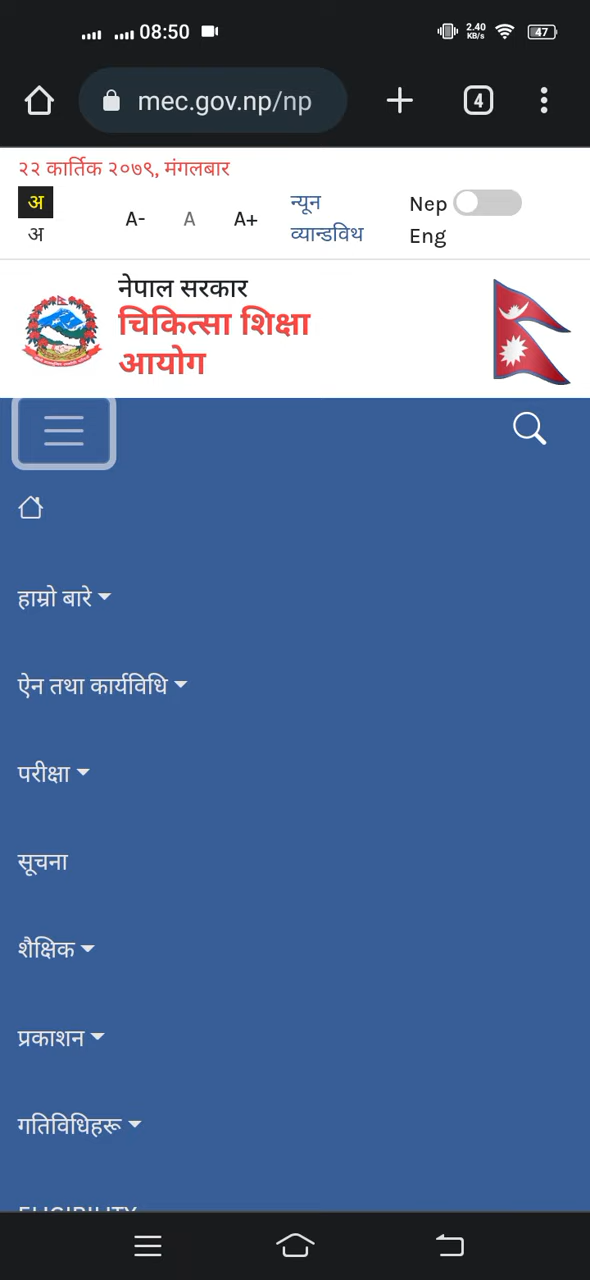 08:50
2.40
KB/s
47
mec.gov.np/np
4
२२ कार्तिक २०७९, मंगलबार
अ
अ
A- A A+
न्यून
व्यान्डविथ
Nep
Eng
नेपाल सरकार
चिकित्सा शिक्षा
आयोग
हाम्रो बारे
ऐन तथा कार्यविधि
परीक्षा
सूचना
शैक्षिक
प्रकाशन
गतिविधिहरू
ELIGIBILITY